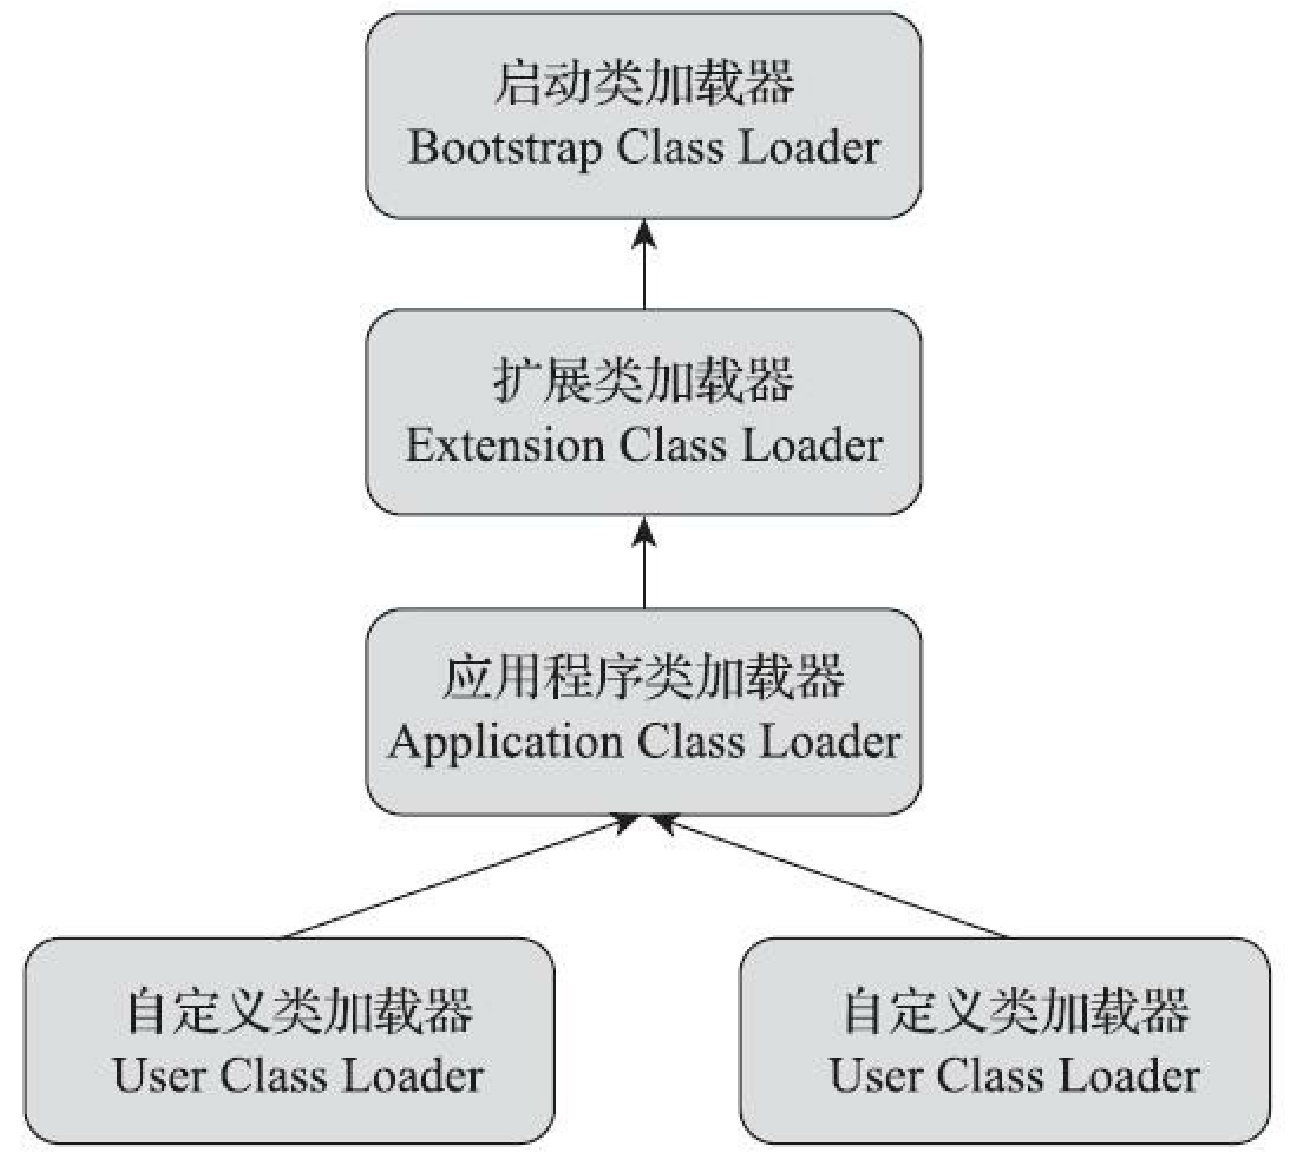 启动类加载器
Bootstrap Class Loader
扩展类加载器
Extension Class Loader
应用程序类加载器
Application Class Loader
自定义类加载器
User Class Loader
自定义类加载器
User Class Loader